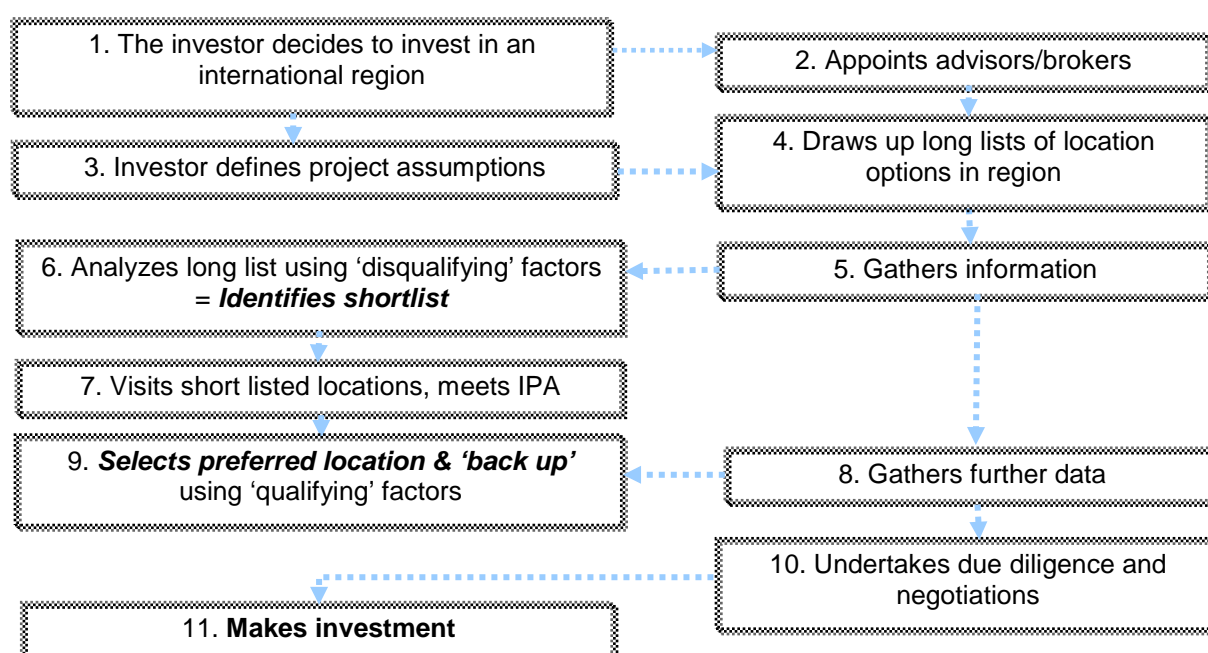 1. The investor decides to invest in an
international region
2. Appoints advisors/brokers
3. Investor defines project assumptions
4. Draws up long lists of location
options in region
5. Gathers information
6. Analyzes long list using ‘disqualifying’ factors
= Identifies shortlist
7. Visits short listed locations, meets IPA
8. Gathers further data
9. Selects preferred location & ‘back up’
using ‘qualifying’ factors
10. Undertakes due diligence and
negotiations
11. Makes investment